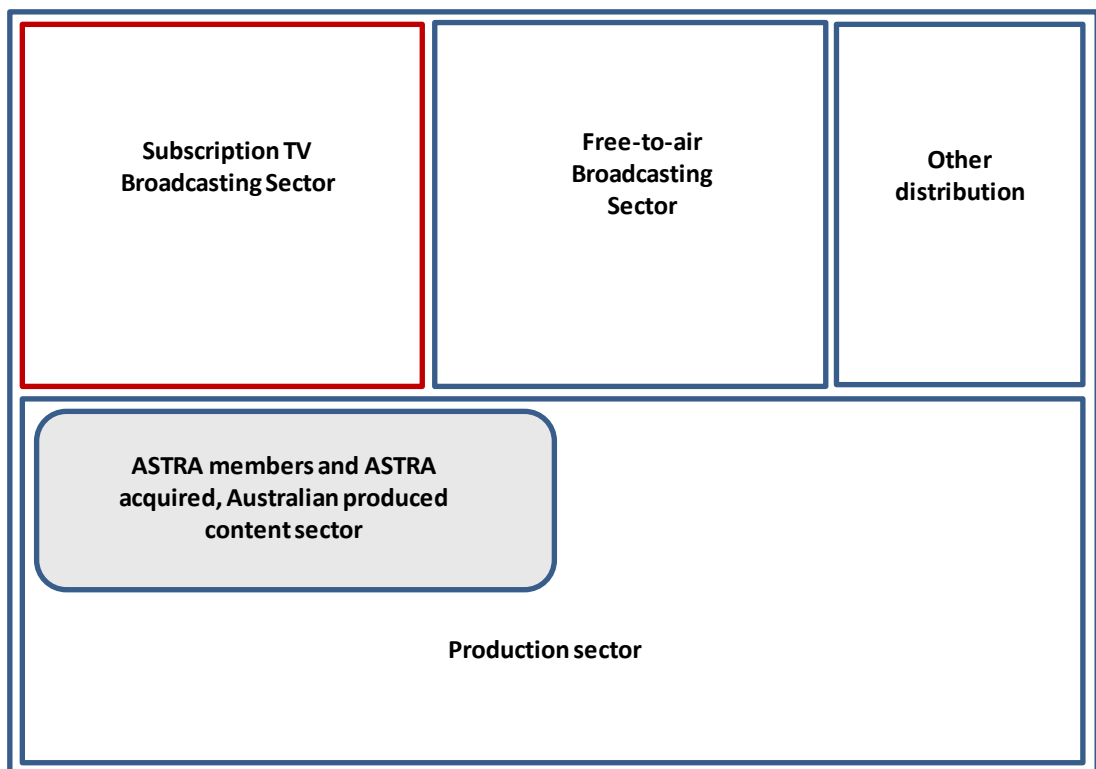 Subscription TV
Broadcasting Sector
Free-to-air
Broadcasting
Sector
Other
distribution
ASTRA members and ASTRA
acquired, Australian produced
content sector
Production sector